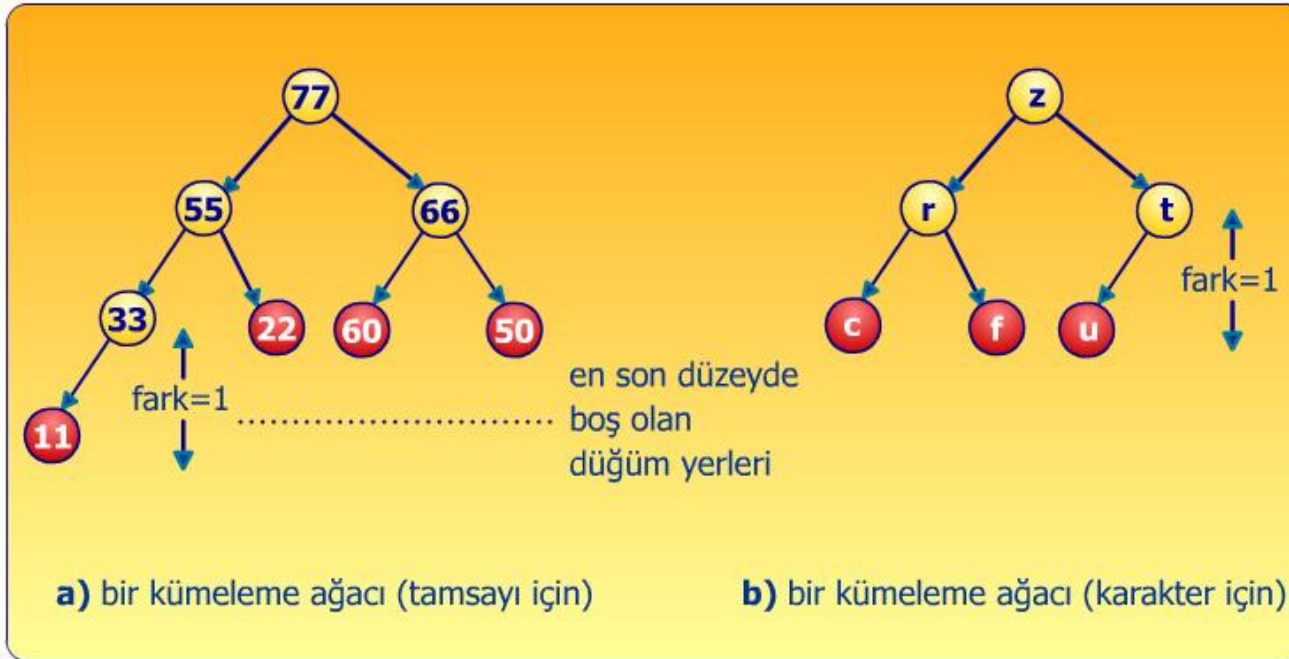 77
55
66
33
22
60
50
11
fark=1
en son düzeyde
boş olan
düğüm yerleri
a) bir kümeleme ağacı (tamsayı için)
z
r
t
c
f
u
fark=1
b) bir kümeleme ağacı (karakter için)